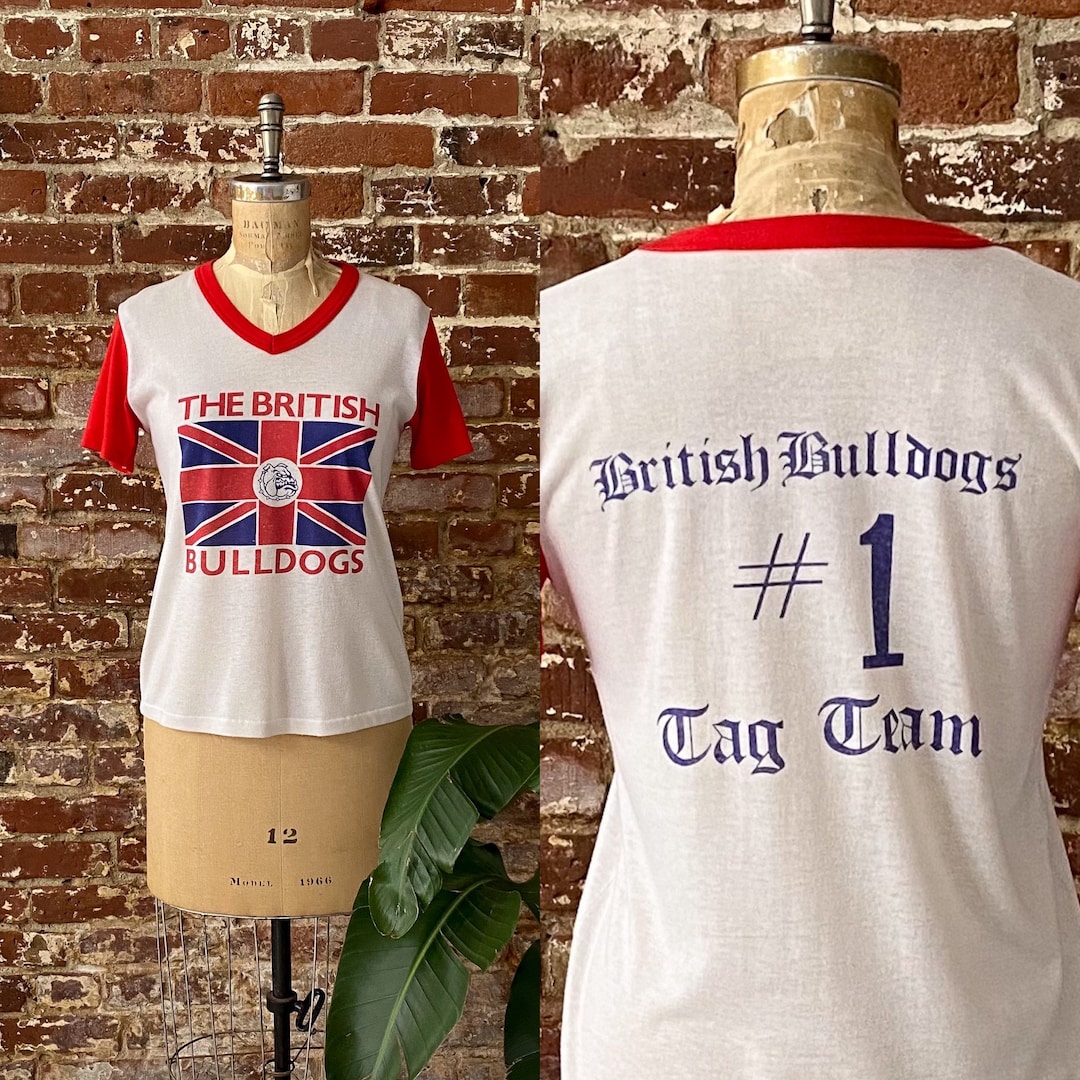 THE BRITISH
BULLDOGS
12
MODEL 1966
British Bulldogs
# 1
Tag Team